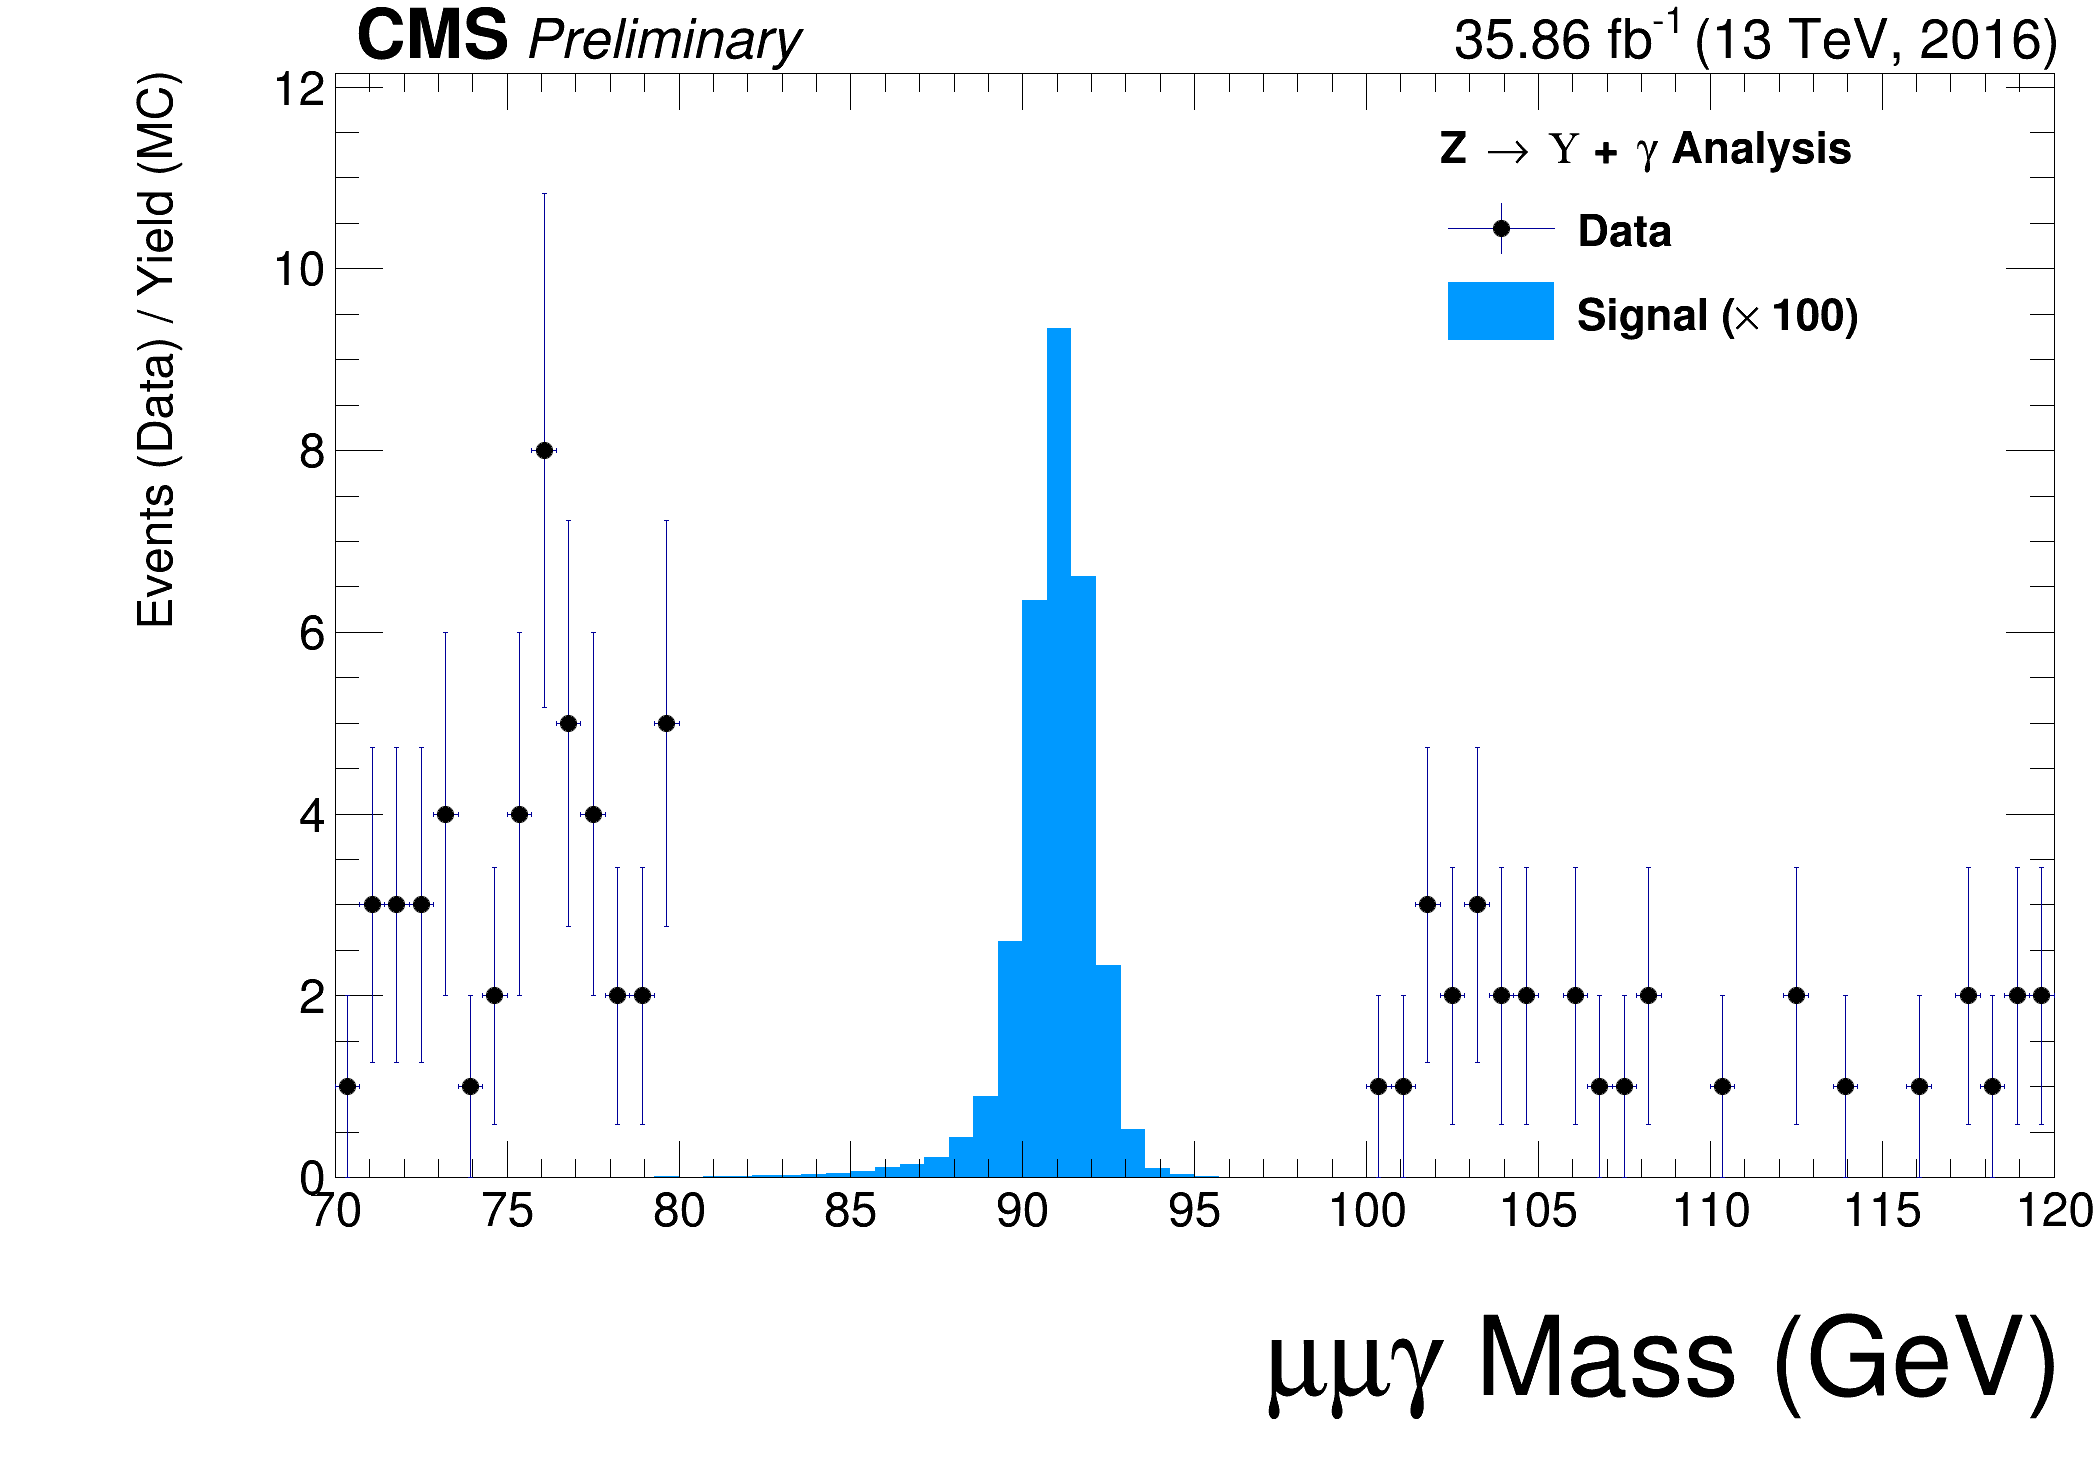 CMS Preliminary
35.86 fb⁻¹ (13 TeV, 2016)
Events (Data) / Yield (MC)
12
10
8
6
4
2
0
Z → ϒ + γ Analysis
Data
Signal (× 100)
70 75 80 85 90 95 100 105 110 115 120
μμγ Mass (GeV)